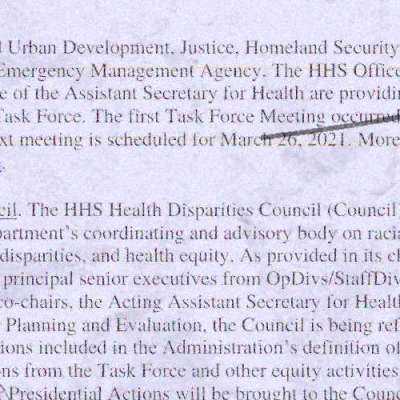 Urban Development, Justice, Homeland Security
Emergency Management Agency. The HHS Office
e of the Assistant Secretary for Health are providi
Task Force. The first Task Force Meeting occurred
xt meeting is scheduled for March 26, 2021. More
cil. The HHS Health Disparities Council (Council
partment's coordinating and advisory body on racia
disparities, and health equity. As provided in its ch
principal senior executives from OpDivs/StaffDiv
co-chairs, the Acting Assistant Secretary for Healt
Planning and Evaluation, the Council is being ref
ions included in the Administration's definition of
ns from the Task Force and other equity activities
Presidential Actions will be brought to the Counc